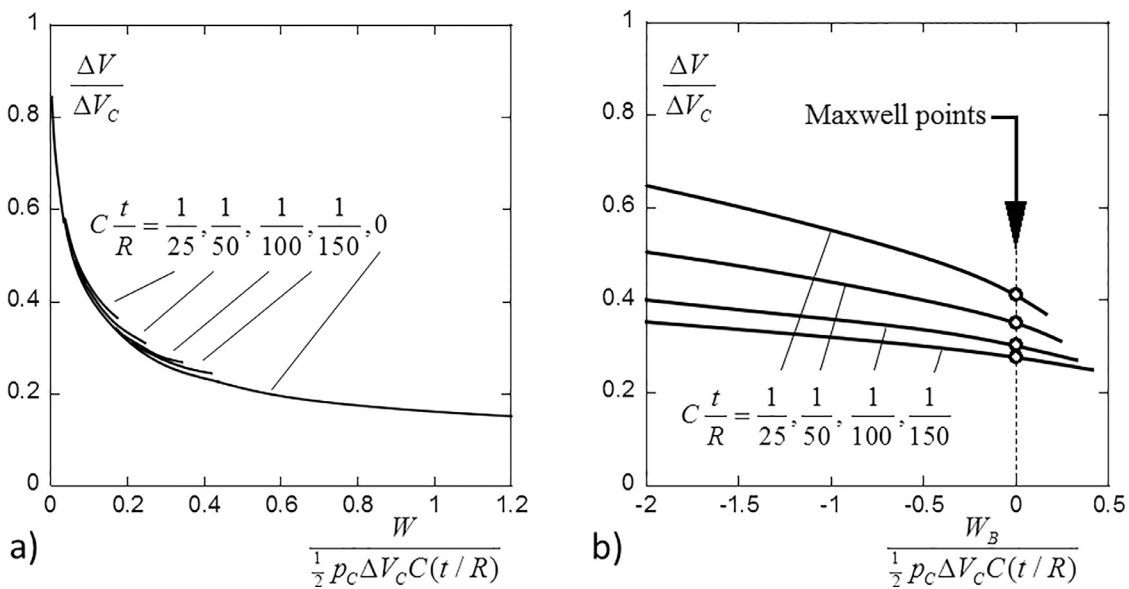 1
0.8
0.6
0.4
0.2
0
ΔV
ΔV_C
C t/R = 1/25, 1/50, 1/100, 1/150, 0
0 0.2 0.4 0.6 0.8 1 1.2
W
½ p_C ΔV_C C(t / R)
a)
1
0.8
0.6
0.4
0.2
0
ΔV
ΔV_C
Maxwell points
C t/R = 1/25, 1/50, 1/100, 1/150
-2 -1.5 -1 -0.5 0 0.5
W_B
½ p_C ΔV_C C(t / R)
b)